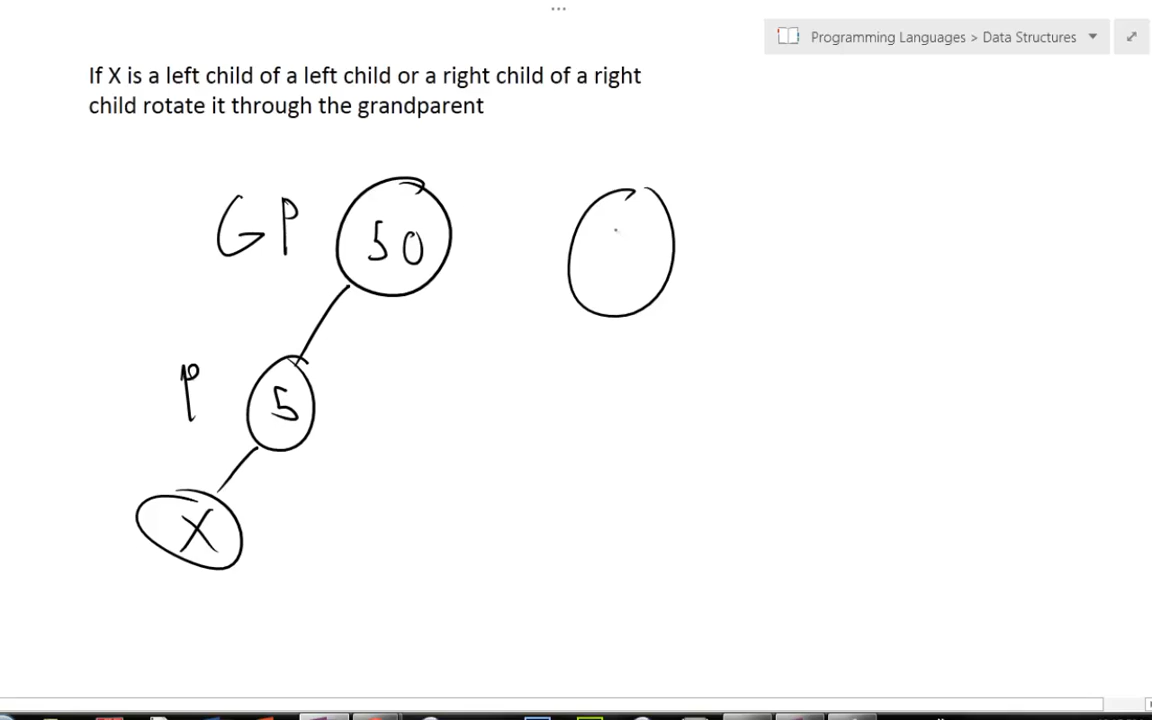 Programming Languages > Data Structures
If X is a left child of a left child or a right child of a right
child rotate it through the grandparent
GP 50
P 5
X